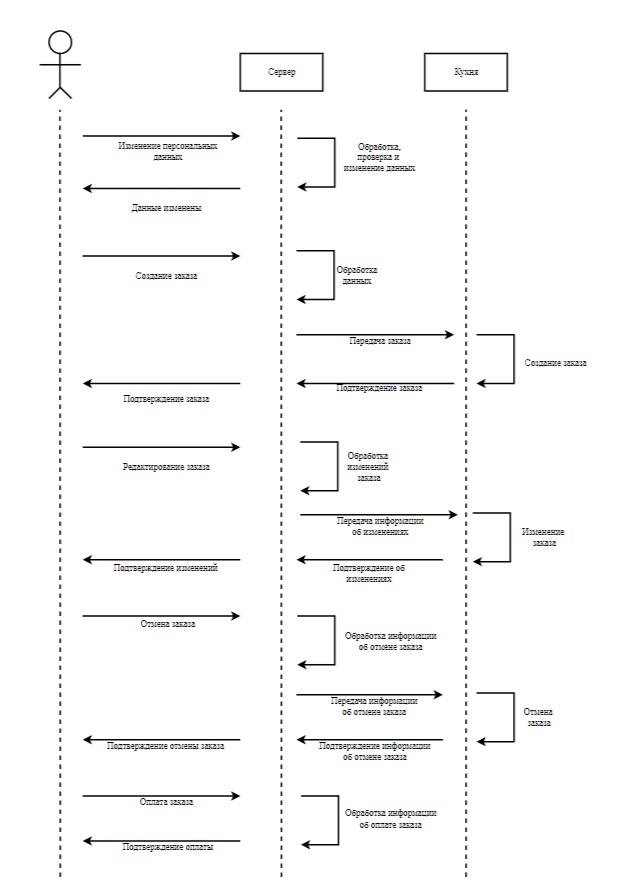 Сервер
Кухня
Изменение персональных
данных
Обработка,
проверка и
изменение данных
Данные изменены
Создание заказа
Обработка
данных
Передача заказа
Создание заказа
Подтверждение заказа
Подтверждение заказа
Редактирование заказа
Обработка
изменений
заказа
Передача информации
об изменениях
Изменение
заказа
Подтверждение изменений
Подтверждение об
изменениях
Отмена заказа
Обработка информации
об отмене заказа
Передача информации
об отмене заказа
Отмена
заказа
Подтверждение отмены заказа
Подтверждение информации
об отмене заказа
Оплата заказа
Обработка информации
об оплате заказа
Подтверждение оплаты